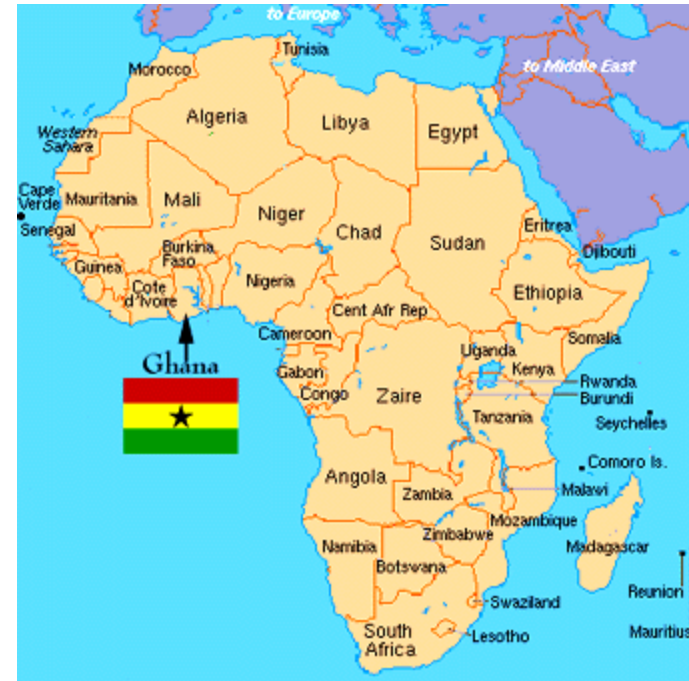 to Europe
Tunisia
to Middle East
Morocco
Algeria
Libya
Egypt
Western
Sahara
Cape
Verde
Mauritania
Mali
Niger
Chad
Sudan
Eritrea
Senegal
Burkina
Faso
Djibouti
Guinea
Cote
d'Ivoire
Nigeria
Ethiopia
Cent Afr Rep
Cameroon
Somalia
Uganda
Ghana
Gabon
Kenya
Congo
Zaire
Rwanda
Burundi
Tanzania
Seychelles
Comoro Is.
Angola
Zambia
Malawi
Mozambique
Zimbabwe
Namibia
Madagascar
Botswana
Reunion
Swaziland
South
Africa
Lesotho
Mauritius